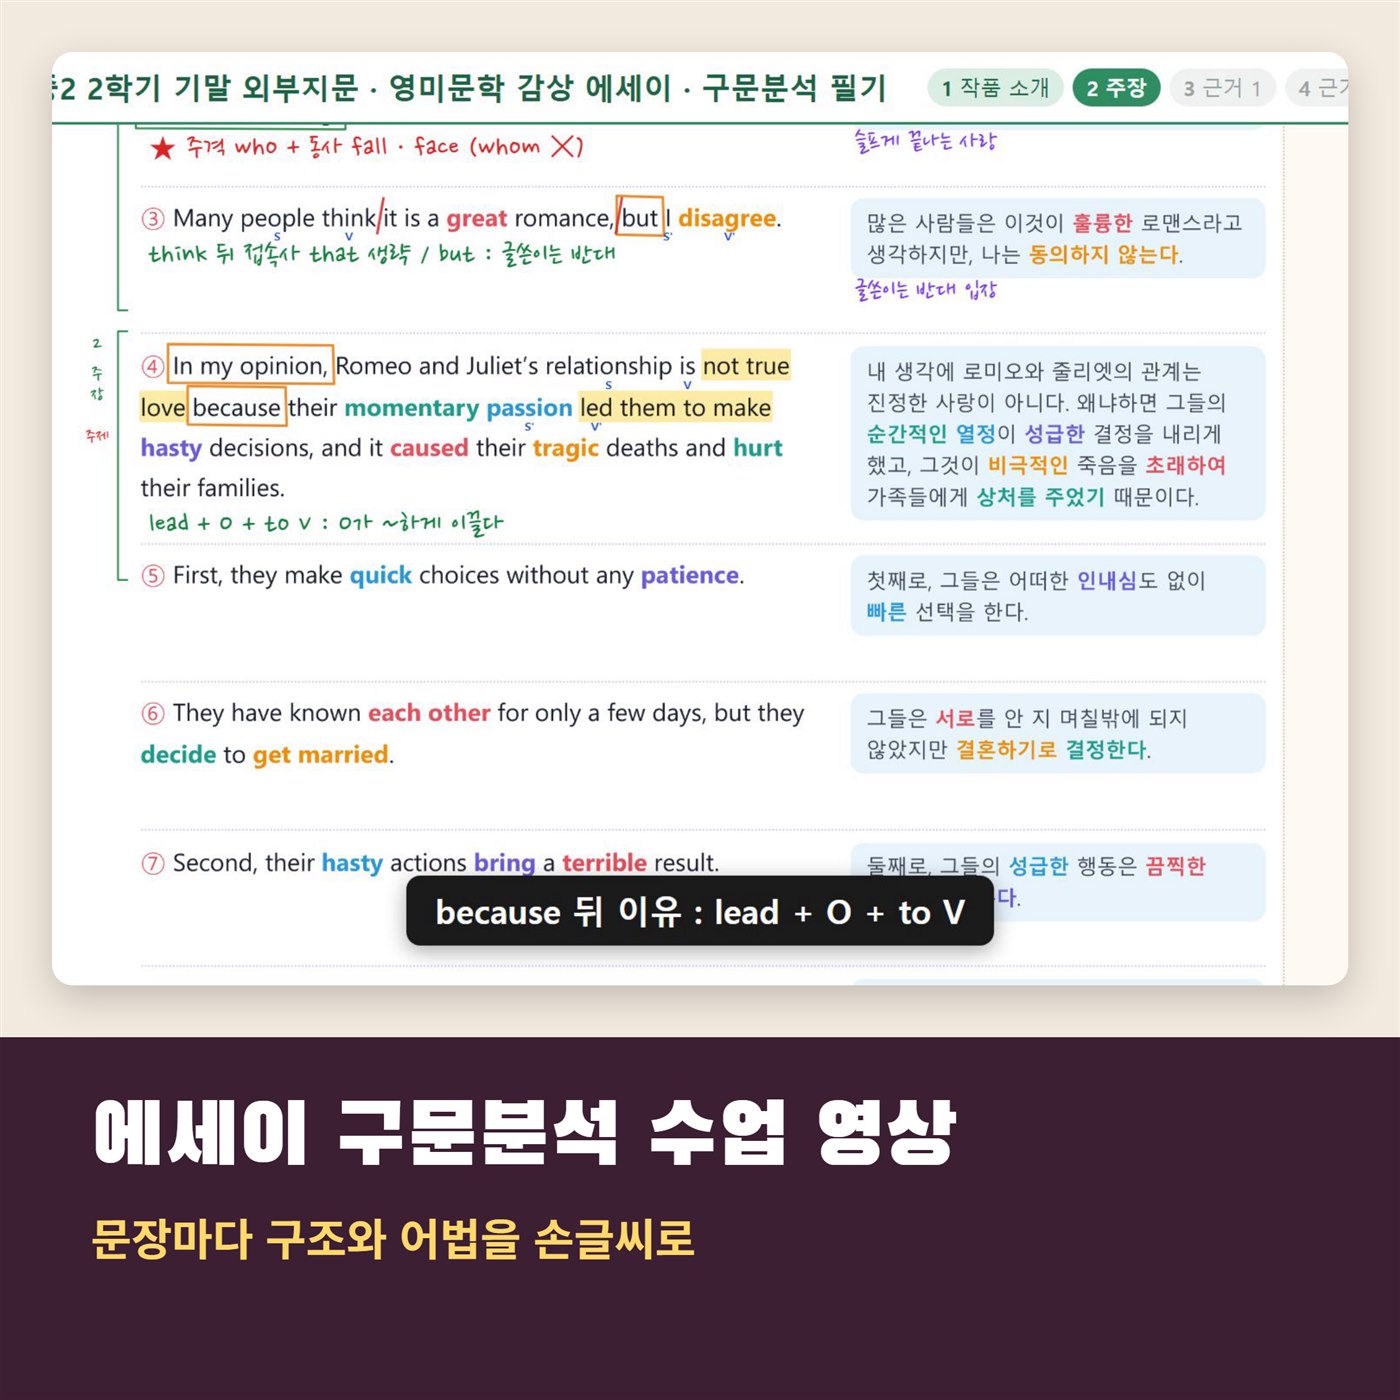 2 2학기 기말 외부지문 · 영미문학 감상 에세이 · 구문분석 필기
1 작품 소개
2 주장
3 근거 1
4 근거
★ 주격 who + 동사 fall · face (whom X)
슬프게 끝나는 사랑
③ Many people think/it is a great romance,/but I disagree.
s v s' v'
think 뒤 접속사 that 생략 / but : 글쓴이는 반대
많은 사람들은 이것이 훌륭한 로맨스라고
생각하지만, 나는 동의하지 않는다.
글쓴이는 반대 입장
2
주
장
주제
④ In my opinion, Romeo and Juliet's relationship is not true
s v
love because their momentary passion led them to make
s' v'
hasty decisions, and it caused their tragic deaths and hurt
their families.
lead + O + to V : O가 ~하게 이끌다
내 생각에 로미오와 줄리엣의 관계는
진정한 사랑이 아니다. 왜냐하면 그들의
순간적인 열정이 성급한 결정을 내리게
했고, 그것이 비극적인 죽음을 초래하여
가족들에게 상처를 주었기 때문이다.
⑤ First, they make quick choices without any patience.
첫째로, 그들은 어떠한 인내심도 없이
빠른 선택을 한다.
⑥ They have known each other for only a few days, but they
decide to get married.
그들은 서로를 안 지 며칠밖에 되지
않았지만 결혼하기로 결정한다.
⑦ Second, their hasty actions bring a terrible result.
둘째로, 그들의 성급한 행동은 끔찍한
다.
because 뒤 이유 : lead + O + to V
에세이 구문분석 수업 영상
문장마다 구조와 어법을 손글씨로